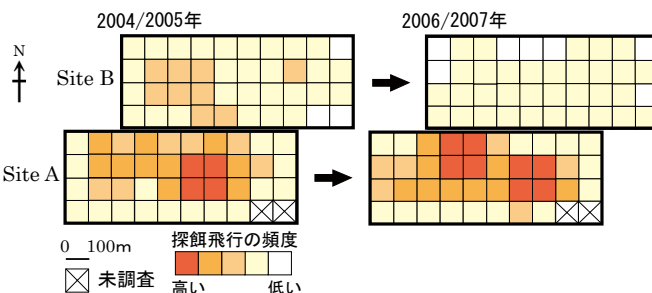 2004/2005年
2006/2007年
N
Site B
Site A
0 100m
探餌飛行の頻度
未調査
高い
低い